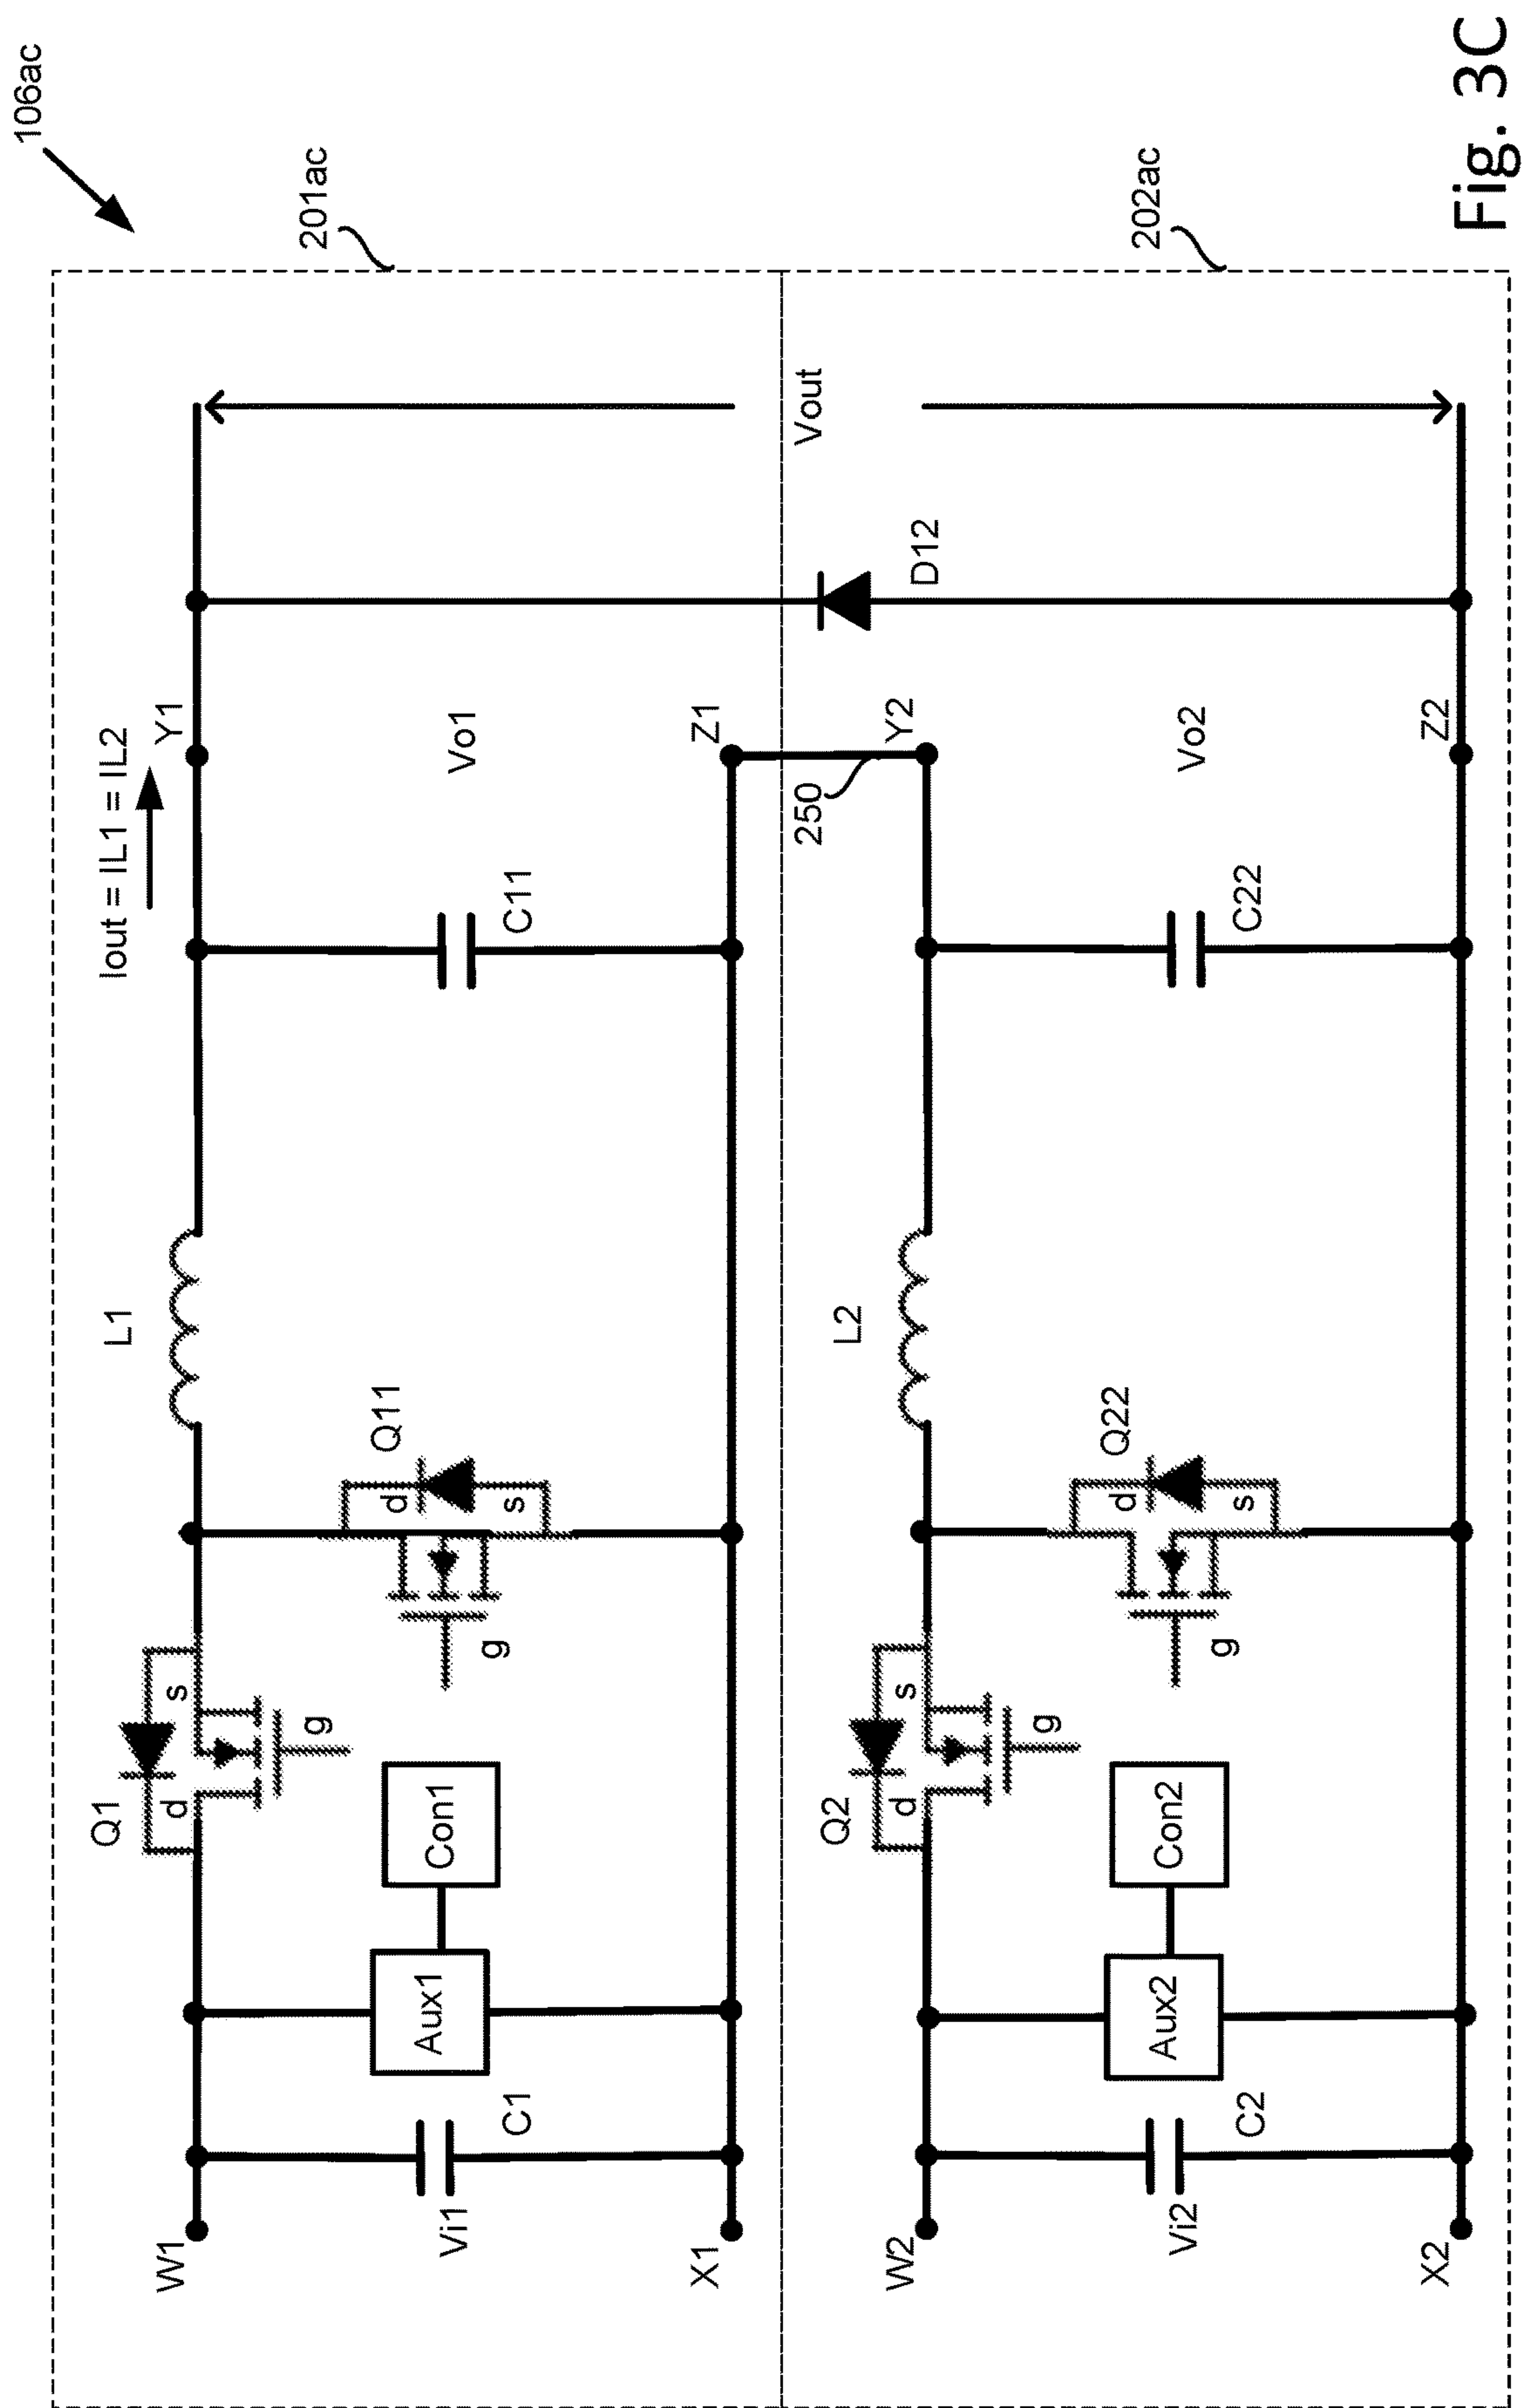 106ac
201ac
Iout = IL1 = IL2
Q1
d
s
g
L1
Y1
W1
Vi1
C1
Aux1
Con1
Q11
d
s
g
C11
Vo1
X1
Z1
250
Vout
D12
202ac
Q2
d
s
g
L2
Y2
W2
Vi2
C2
Aux2
Con2
Q22
d
s
g
C22
Vo2
X2
Z2
Fig. 3C